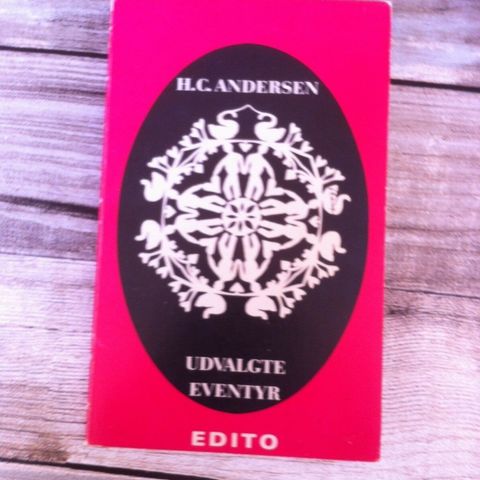 H.C. ANDERSEN
UDVALGTE
EVENTYR
EDITO